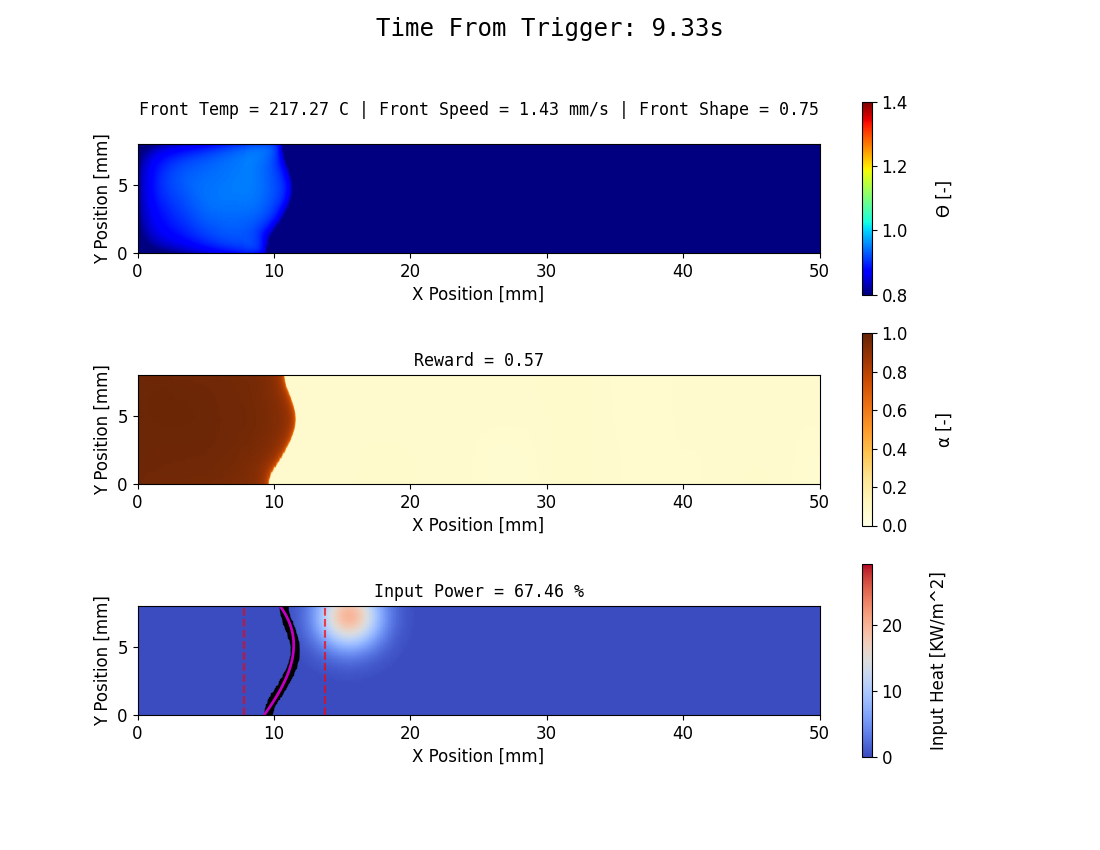 Time From Trigger: 9.33s
Front Temp = 217.27 C | Front Speed = 1.43 mm/s | Front Shape = 0.75
Y Position [mm]
5
0
0 10 20 30 40 50
X Position [mm]
1.4
1.2
1.0
0.8
Θ [-]
Reward = 0.57
Y Position [mm]
5
0
0 10 20 30 40 50
X Position [mm]
1.0
0.8
0.6
0.4
0.2
0.0
α [-]
Input Power = 67.46 %
Y Position [mm]
5
0
0 10 20 30 40 50
X Position [mm]
20
10
0
Input Heat [KW/m^2]